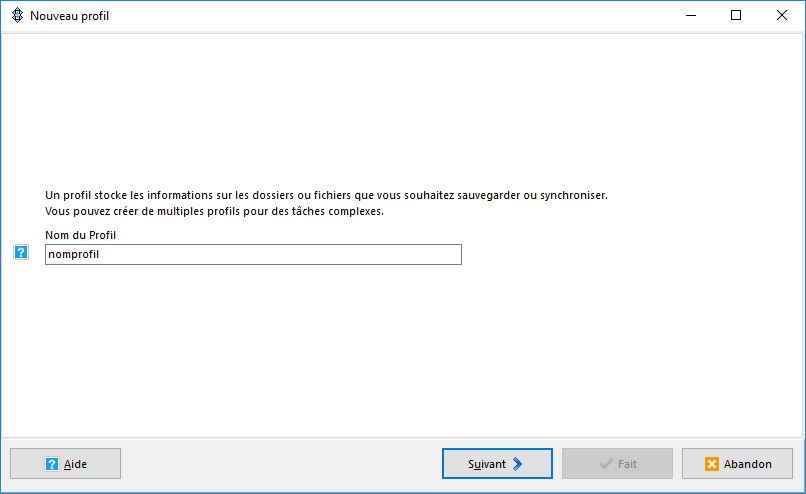 Nouveau profil
Un profil stocke les informations sur les dossiers ou fichiers que vous souhaitez sauvegarder ou synchroniser.
Vous pouvez créer de multiples profils pour des tâches complexes.
Nom du Profil
?
nomprofil
? Aide
Suivant
Fait
Abandon